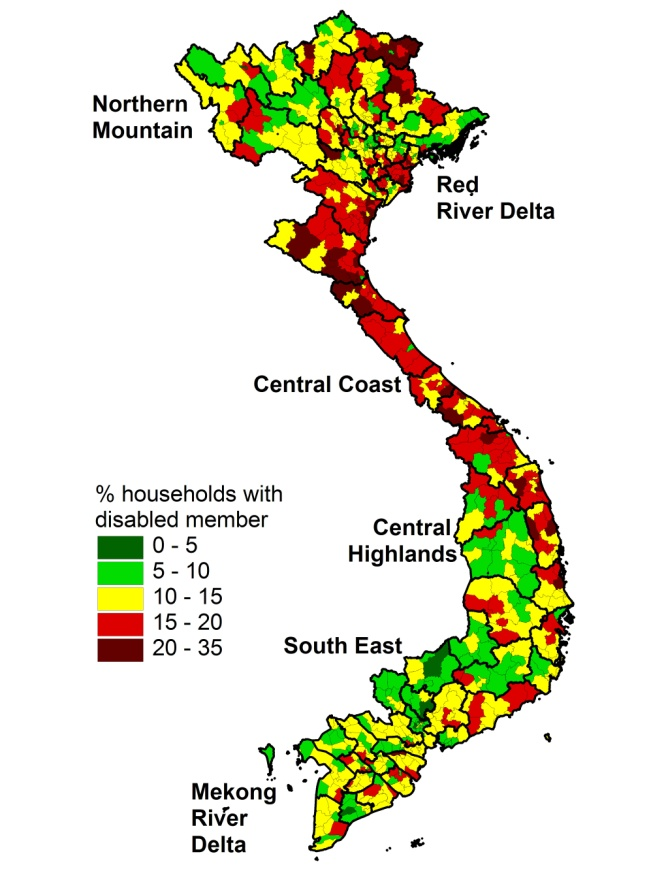 Northern
Mountain
Red
River Delta
Central Coast
% households with
disabled member
0 - 5
5 - 10
10 - 15
15 - 20
20 - 35
Central
Highlands
South East
Mekong
River
Delta